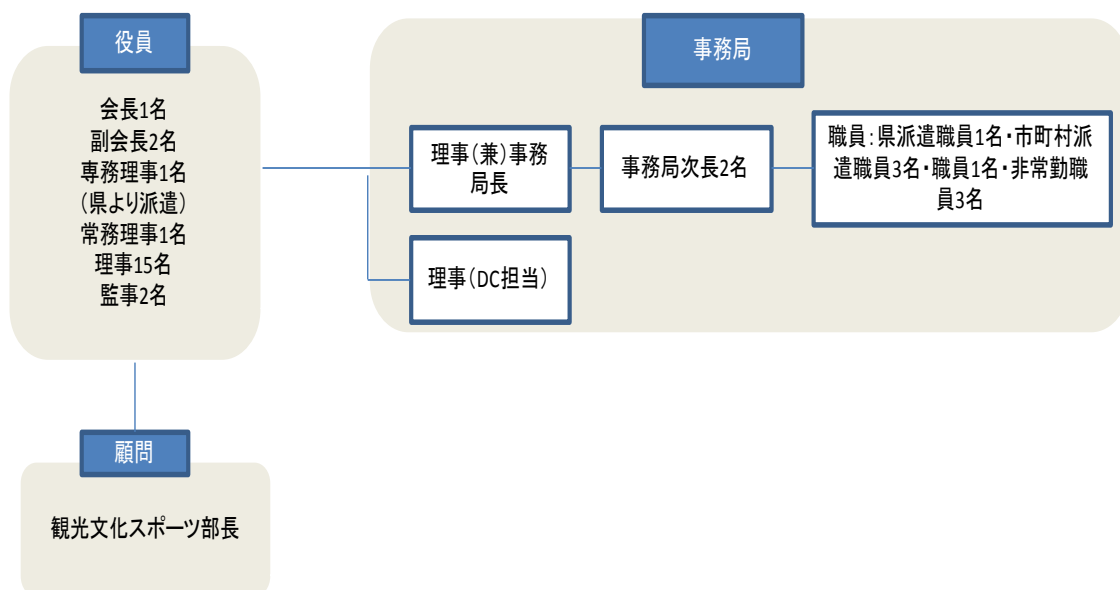 役員
会長1名
副会長2名
専務理事1名
(県より派遣)
常務理事1名
理事15名
監事2名
事務局
理事(兼)事務
局長
事務局次長2名
職員:県派遣職員1名・市町村派
遣職員3名・職員1名・非常勤職
員3名
理事(DC担当)
顧問
観光文化スポーツ部長